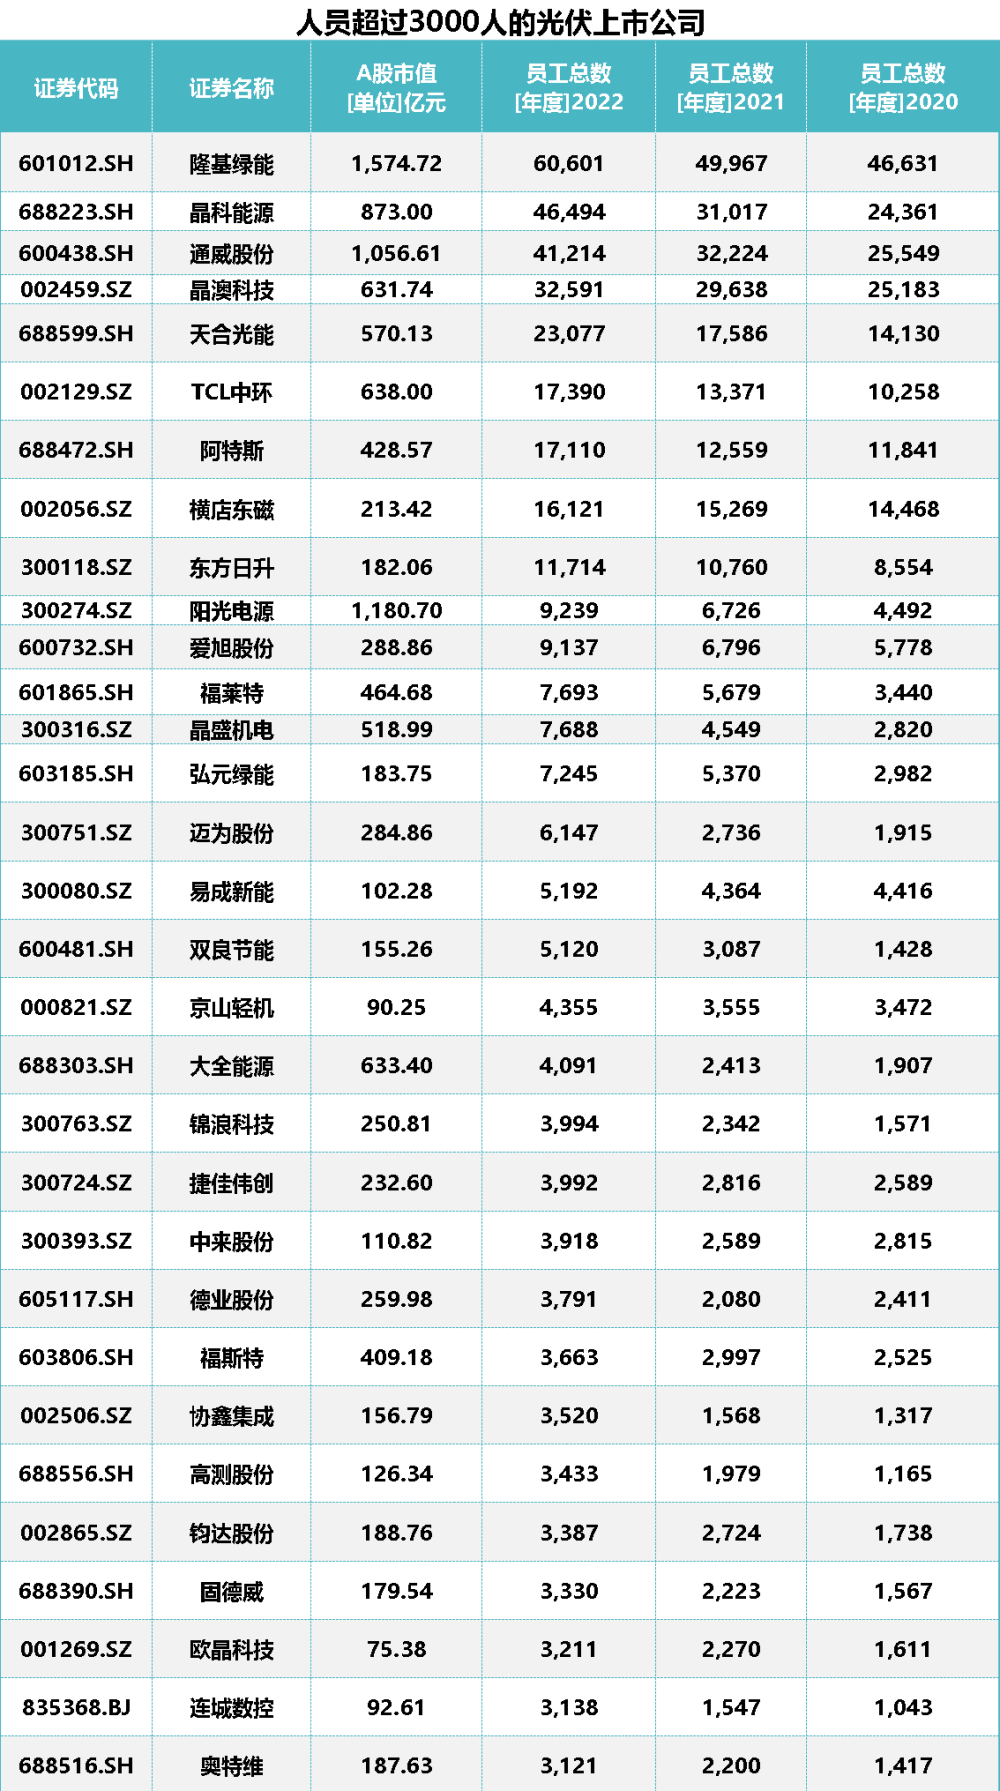 人员超过3000人的光伏上市公司
证券代码 证券名称 A股市值 [单位]亿元 员工总数 [年度]2022 员工总数 [年度]2021 员工总数 [年度]2020
601012.SH 隆基绿能 1,574.72 60,601 49,967 46,631
688223.SH 晶科能源 873.00 46,494 31,017 24,361
600438.SH 通威股份 1,056.61 41,214 32,224 25,549
002459.SZ 晶澳科技 631.74 32,591 29,638 25,183
688599.SH 天合光能 570.13 23,077 17,586 14,130
002129.SZ TCL中环 638.00 17,390 13,371 10,258
688472.SH 阿特斯 428.57 17,110 12,559 11,841
002056.SZ 横店东磁 213.42 16,121 15,269 14,468
300118.SZ 东方日升 182.06 11,714 10,760 8,554
300274.SZ 阳光电源 1,180.70 9,239 6,726 4,492
600732.SH 爱旭股份 288.86 9,137 6,796 5,778
601865.SH 福莱特 464.68 7,693 5,679 3,440
300316.SZ 晶盛机电 518.99 7,688 4,549 2,820
603185.SH 弘元绿能 183.75 7,245 5,370 2,982
300751.SZ 迈为股份 284.86 6,147 2,736 1,915
300080.SZ 易成新能 102.28 5,192 4,364 4,416
600481.SH 双良节能 155.26 5,120 3,087 1,428
000821.SZ 京山轻机 90.25 4,355 3,555 3,472
688303.SH 大全能源 633.40 4,091 2,413 1,907
300763.SZ 锦浪科技 250.81 3,994 2,342 1,571
300724.SZ 捷佳伟创 232.60 3,992 2,816 2,589
300393.SZ 中来股份 110.82 3,918 2,589 2,815
605117.SH 德业股份 259.98 3,791 2,080 2,411
603806.SH 福斯特 409.18 3,663 2,997 2,525
002506.SZ 协鑫集成 156.79 3,520 1,568 1,317
688556.SH 高测股份 126.34 3,433 1,979 1,165
002865.SZ 钧达股份 188.76 3,387 2,724 1,738
688390.SH 固德威 179.54 3,330 2,223 1,567
001269.SZ 欧晶科技 75.38 3,211 2,270 1,611
835368.BJ 连城数控 92.61 3,138 1,547 1,043
688516.SH 奥特维 187.63 3,121 2,200 1,417